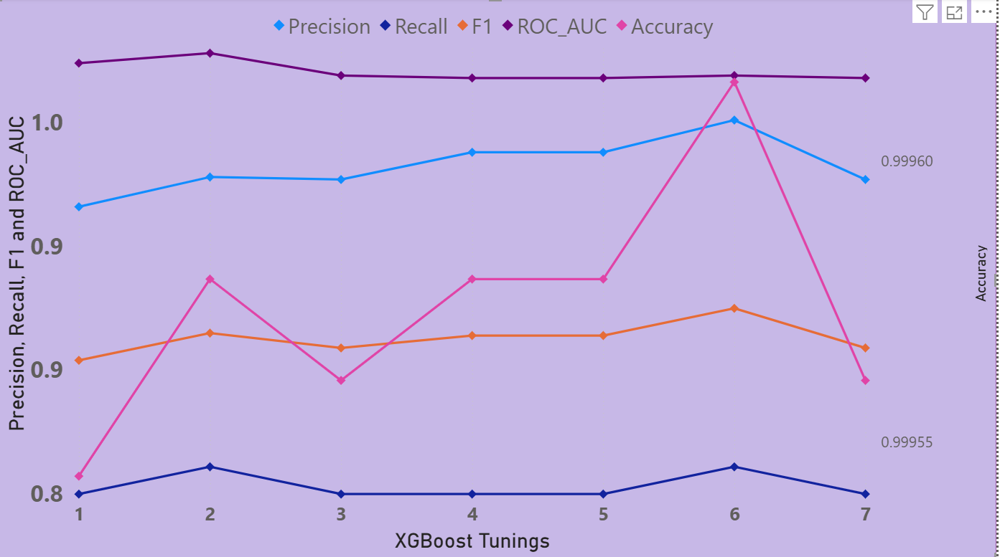 Precision Recall F1 ROC_AUC Accuracy
Precision, Recall, F1 and ROC_AUC
1.0
0.9
0.9
0.8
0.99960
0.99955
Accuracy
1 2 3 4 5 6 7
XGBoost Tunings